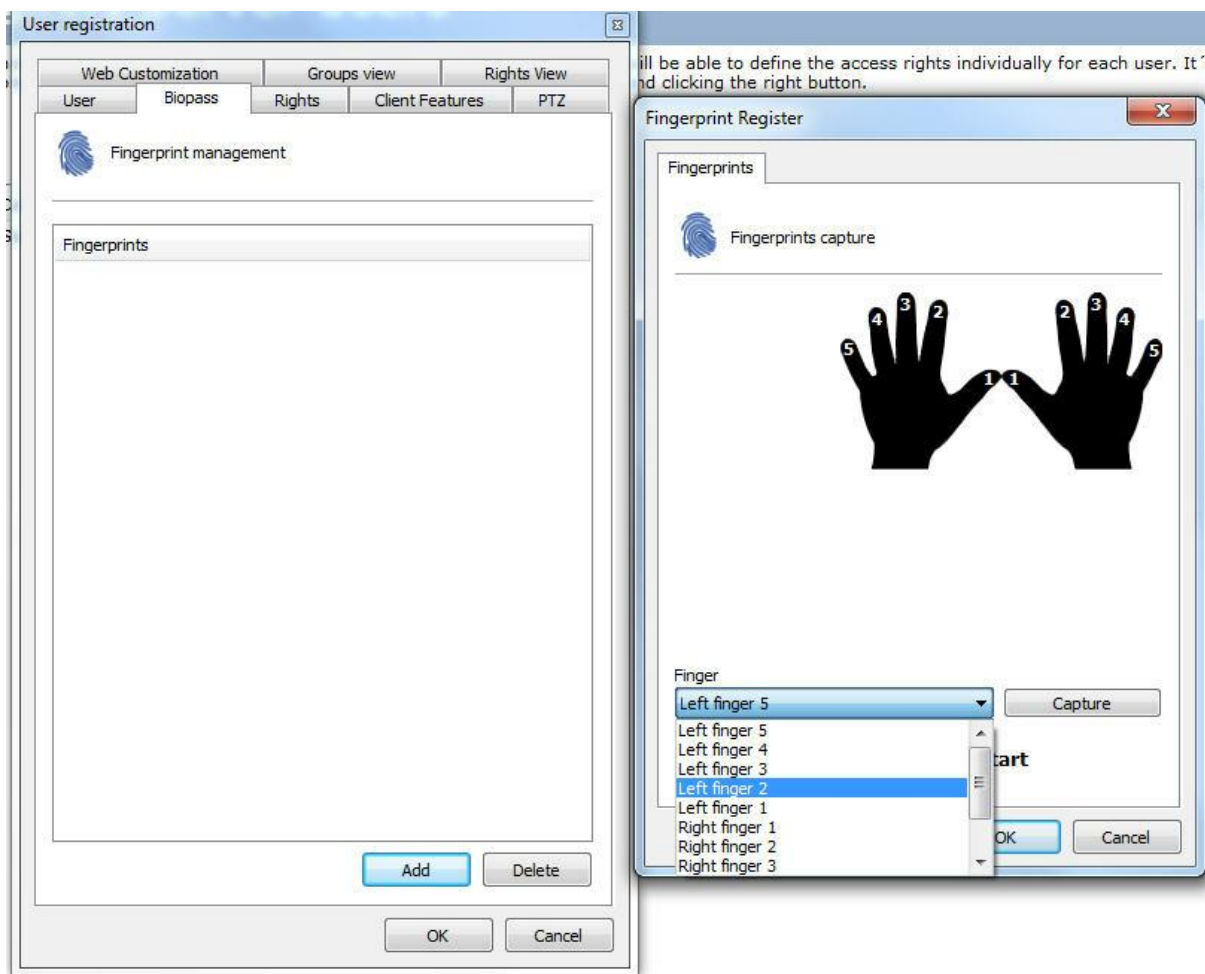 User registration
Web Customization
Groups view
Rights View
User
Biopass
Rights
Client Features
PTZ
Fingerprint management
Fingerprints
Add
Delete
OK
Cancel
ill be able to define the access rights individually for each user. It´
nd clicking the right button.
Fingerprint Register
Fingerprints
Fingerprints capture
5 4 3 2 1 1 2 3 4 5
Finger
Left finger 5
Capture
Left finger 5
Left finger 4
Left finger 3
Left finger 2
Left finger 1
Right finger 1
Right finger 2
Right finger 3
tart
OK
Cancel